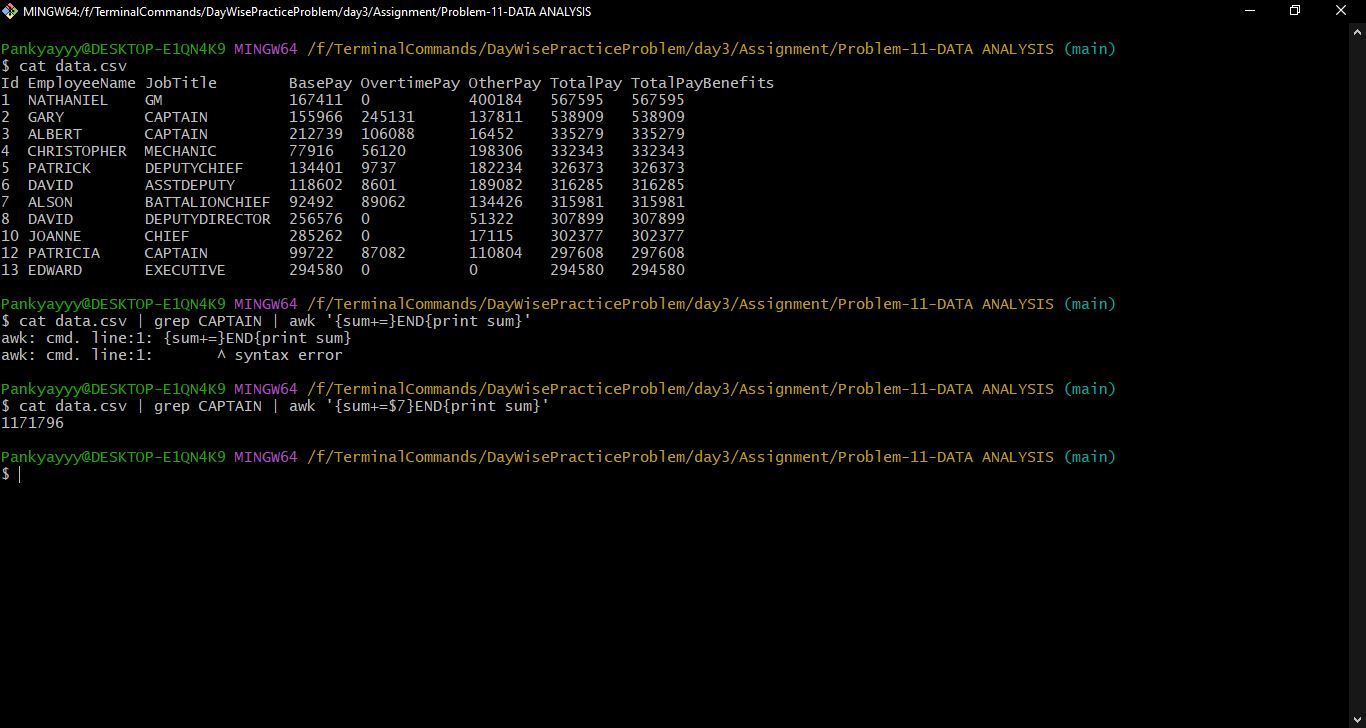 MINGW64:/f/TerminalCommands/DayWisePracticeProblem/day3/Assignment/Problem-11-DATA ANALYSIS
Pankyayyy@DESKTOP-E1QN4K9 MINGW64 /f/TerminalCommands/DayWisePracticeProblem/day3/Assignment/Problem-11-DATA ANALYSIS (main)
$ cat data.csv
Id EmployeeName JobTitle        BasePay OvertimePay OtherPay TotalPay TotalPayBenefits
1  NATHANIEL    GM              167411  0           400184   567595   567595
2  GARY         CAPTAIN         155966  245131      137811   538909   538909
3  ALBERT       CAPTAIN         212739  106088      16452    335279   335279
4  CHRISTOPHER  MECHANIC        77916   56120       198306   332343   332343
5  PATRICK      DEPUTYCHIEF     134401  9737        182234   326373   326373
6  DAVID        ASSTDEPUTY      118602  8601        189082   316285   316285
7  ALSON        BATTALIONCHIEF  92492   89062       134426   315981   315981
8  DAVID        DEPUTYDIRECTOR  256576  0           51322    307899   307899
10 JOANNE       CHIEF           285262  0           17115    302377   302377
12 PATRICIA     CAPTAIN         99722   87082       110804   297608   297608
13 EDWARD       EXECUTIVE       294580  0           0        294580   294580
Pankyayyy@DESKTOP-E1QN4K9 MINGW64 /f/TerminalCommands/DayWisePracticeProblem/day3/Assignment/Problem-11-DATA ANALYSIS (main)
$ cat data.csv | grep CAPTAIN | awk '{sum+=}END{print sum}'
awk: cmd. line:1: {sum+=}END{print sum}
awk: cmd. line:1:       ^ syntax error
Pankyayyy@DESKTOP-E1QN4K9 MINGW64 /f/TerminalCommands/DayWisePracticeProblem/day3/Assignment/Problem-11-DATA ANALYSIS (main)
$ cat data.csv | grep CAPTAIN | awk '{sum+=$7}END{print sum}'
1171796
Pankyayyy@DESKTOP-E1QN4K9 MINGW64 /f/TerminalCommands/DayWisePracticeProblem/day3/Assignment/Problem-11-DATA ANALYSIS (main)
$